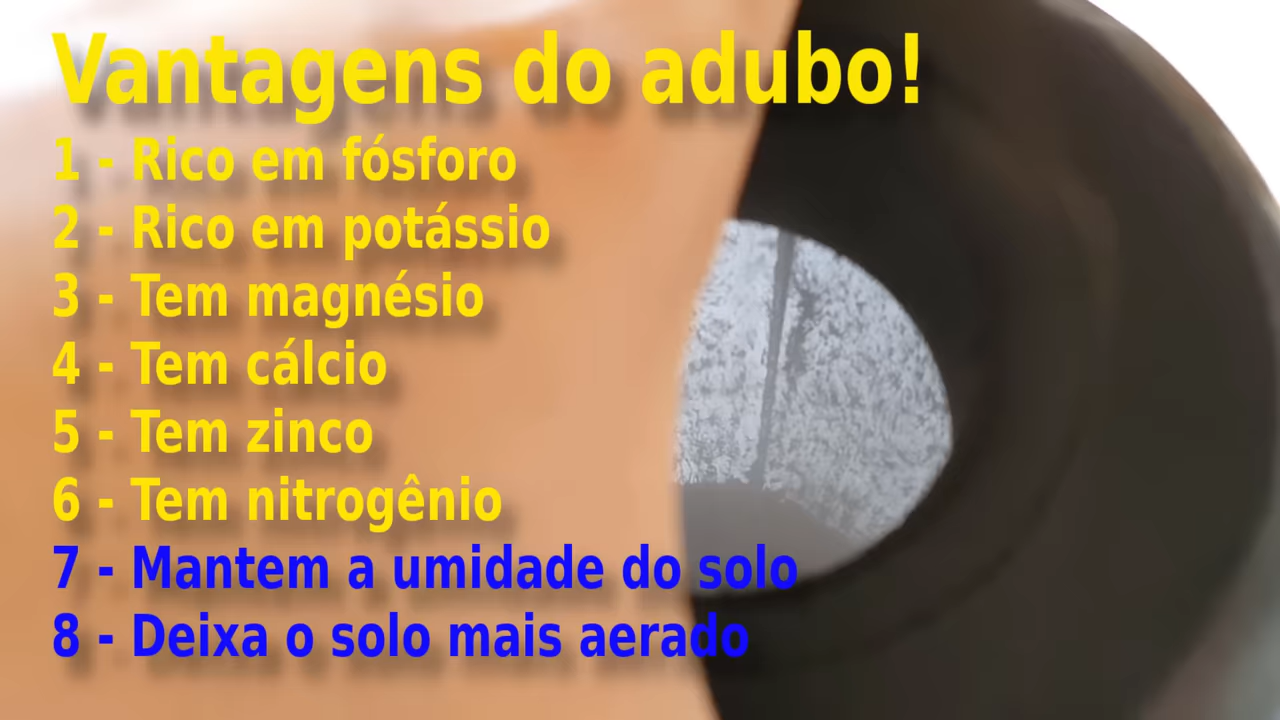 Vantagens do adubo!
1 - Rico em fósforo
2 - Rico em potássio
3 - Tem magnésio
4 - Tem cálcio
5 - Tem zinco
6 - Tem nitrogênio
7 - Mantem a umidade do solo
8 - Deixa o solo mais aerado